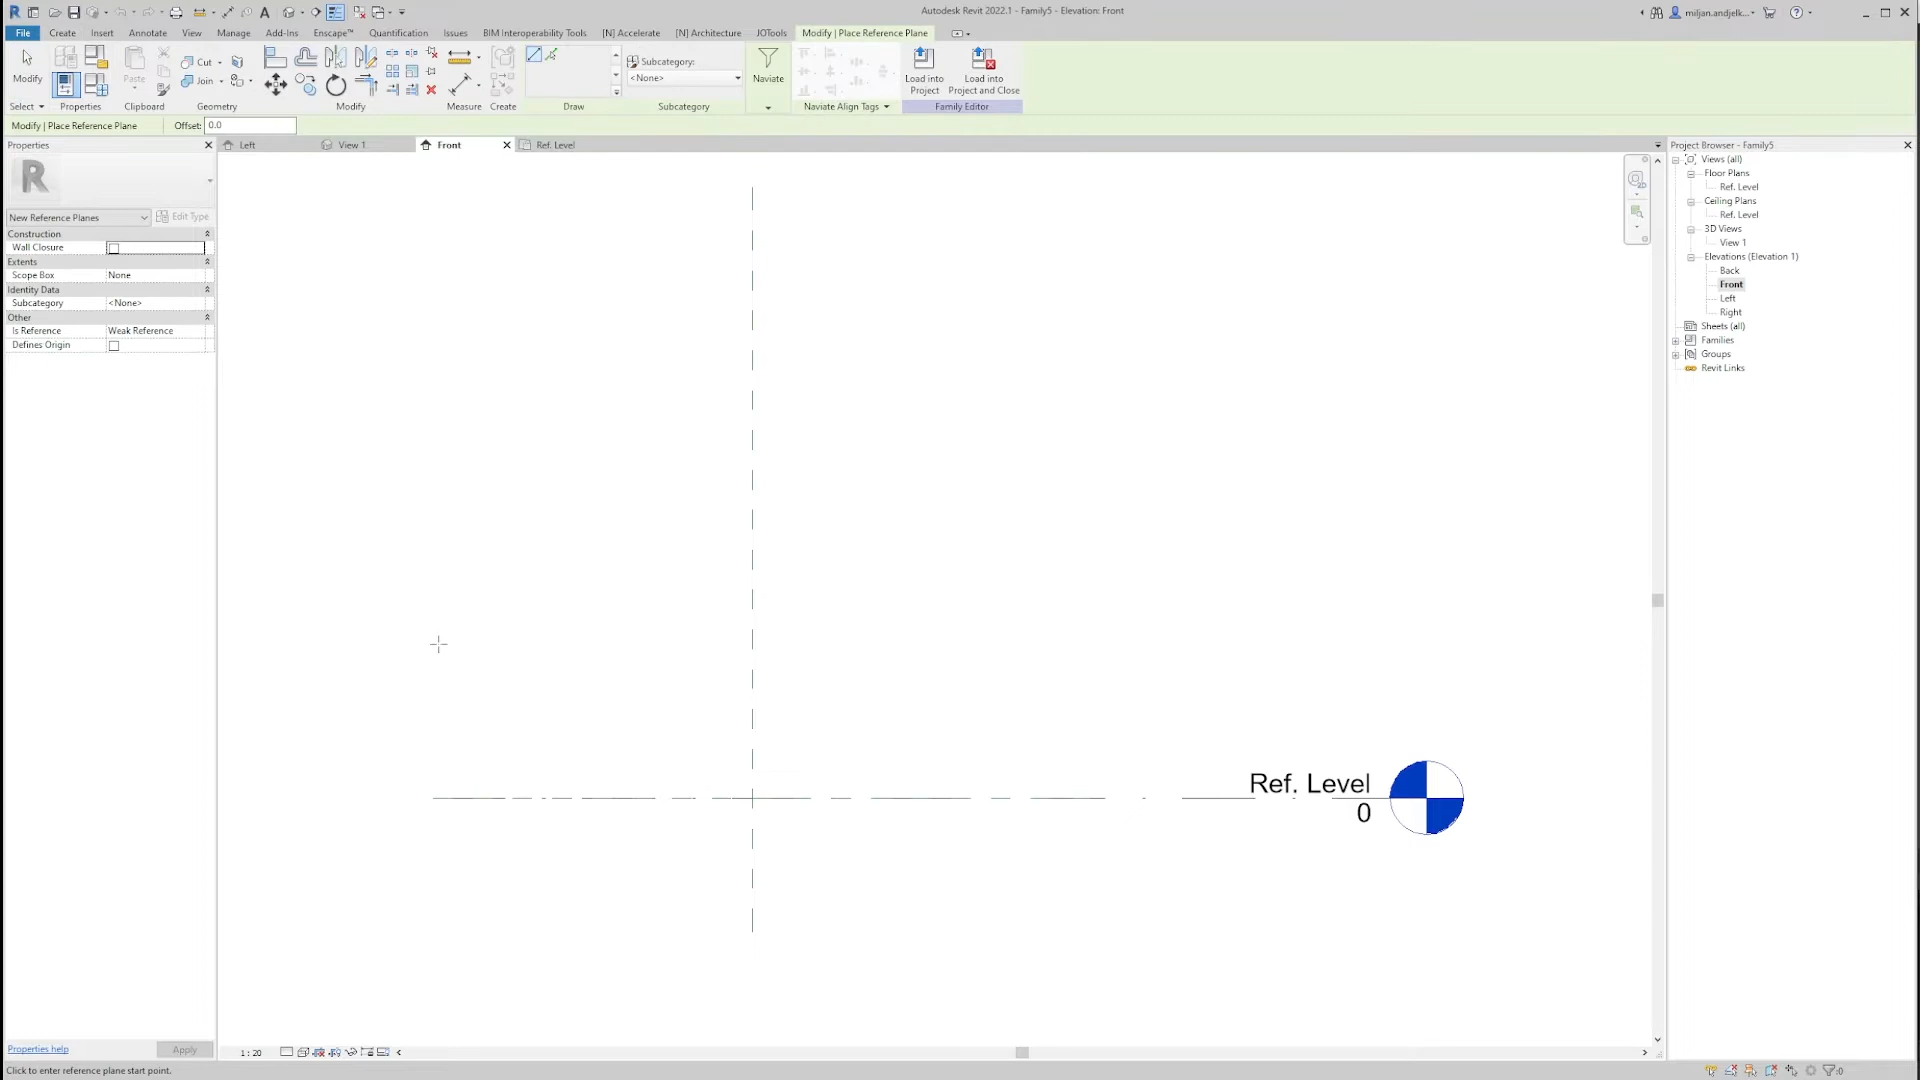 Autodesk Revit 2022.1 - Family5 - Elevation: Front
miljan.andjelk...
File Create Insert Annotate View Manage Add-Ins Enscape™ Quantification Issues BIM Interoperability Tools [N] Accelerate [N] Architecture JOTools Modify | Place Reference Plane
Modify
Paste
Cut
Join
Subcategory:
<None>
Naviate
Load into Project
Load into Project and Close
Select Properties Clipboard Geometry Modify Measure Create Draw Subcategory Naviate Align Tags Family Editor
Modify | Place Reference Plane Offset: 0.0
Properties
Left View 1 Front Ref. Level
Project Browser - Family5
R
New Reference Planes Edit Type
Construction
Wall Closure
Extents
Scope Box None
Identity Data
Subcategory <None>
Other
Is Reference Weak Reference
Defines Origin
Views (all)
Floor Plans
Ref. Level
Ceiling Plans
Ref. Level
3D Views
View 1
Elevations (Elevation 1)
Back
Front
Left
Right
Sheets (all)
Families
Groups
Revit Links
Ref. Level
0
Properties help Apply
1 : 20
Click to enter reference plane start point.
:0